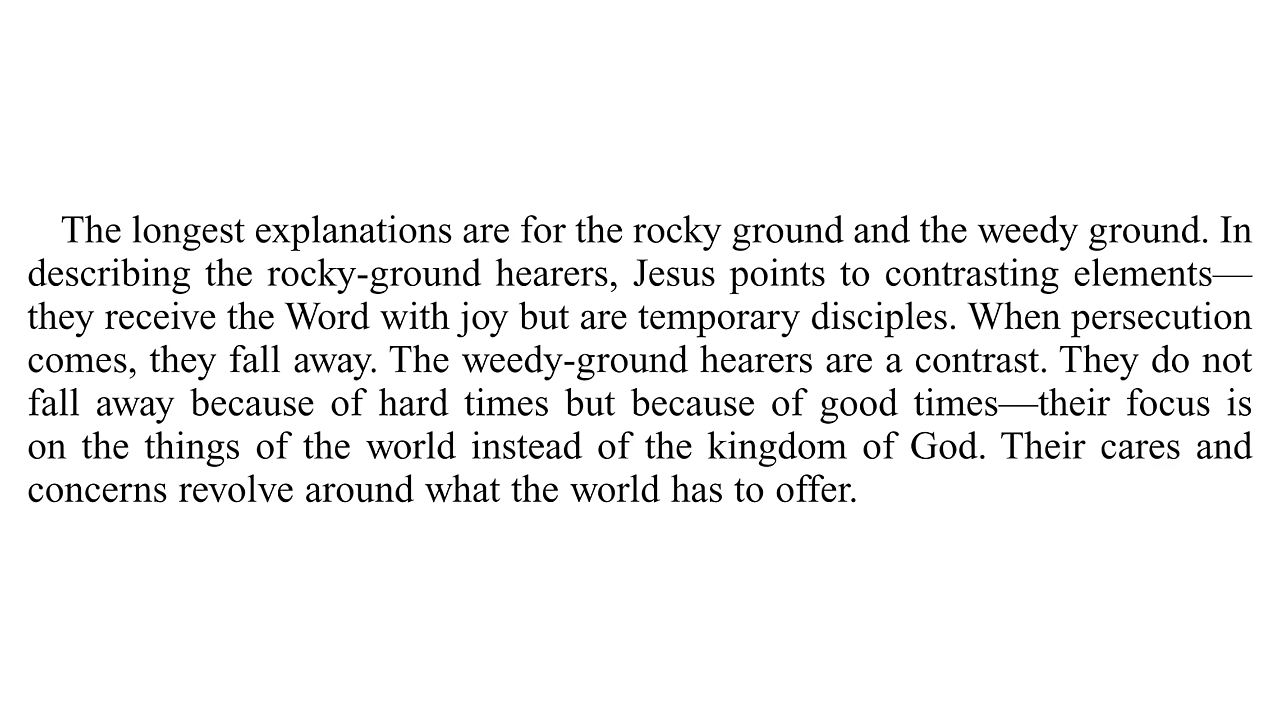 The longest explanations are for the rocky ground and the weedy ground. In
describing the rocky-ground hearers, Jesus points to contrasting elements—
they receive the Word with joy but are temporary disciples. When persecution
comes, they fall away. The weedy-ground hearers are a contrast. They do not
fall away because of hard times but because of good times—their focus is
on the things of the world instead of the kingdom of God. Their cares and
concerns revolve around what the world has to offer.